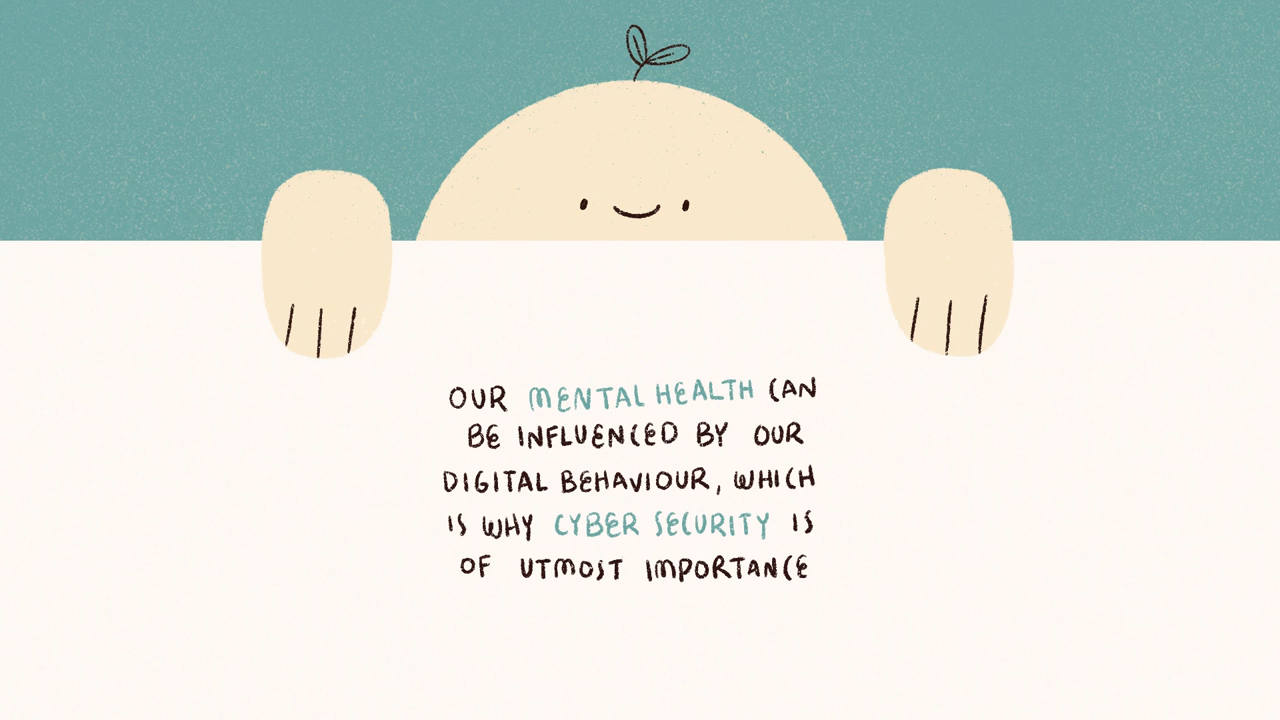 OUR MENTAL HEALTH CAN
BE INFLUENCED BY OUR
DIGITAL BEHAVIOUR, WHICH
IS WHY CYBER SECURITY IS
OF UTMOST IMPORTANCE